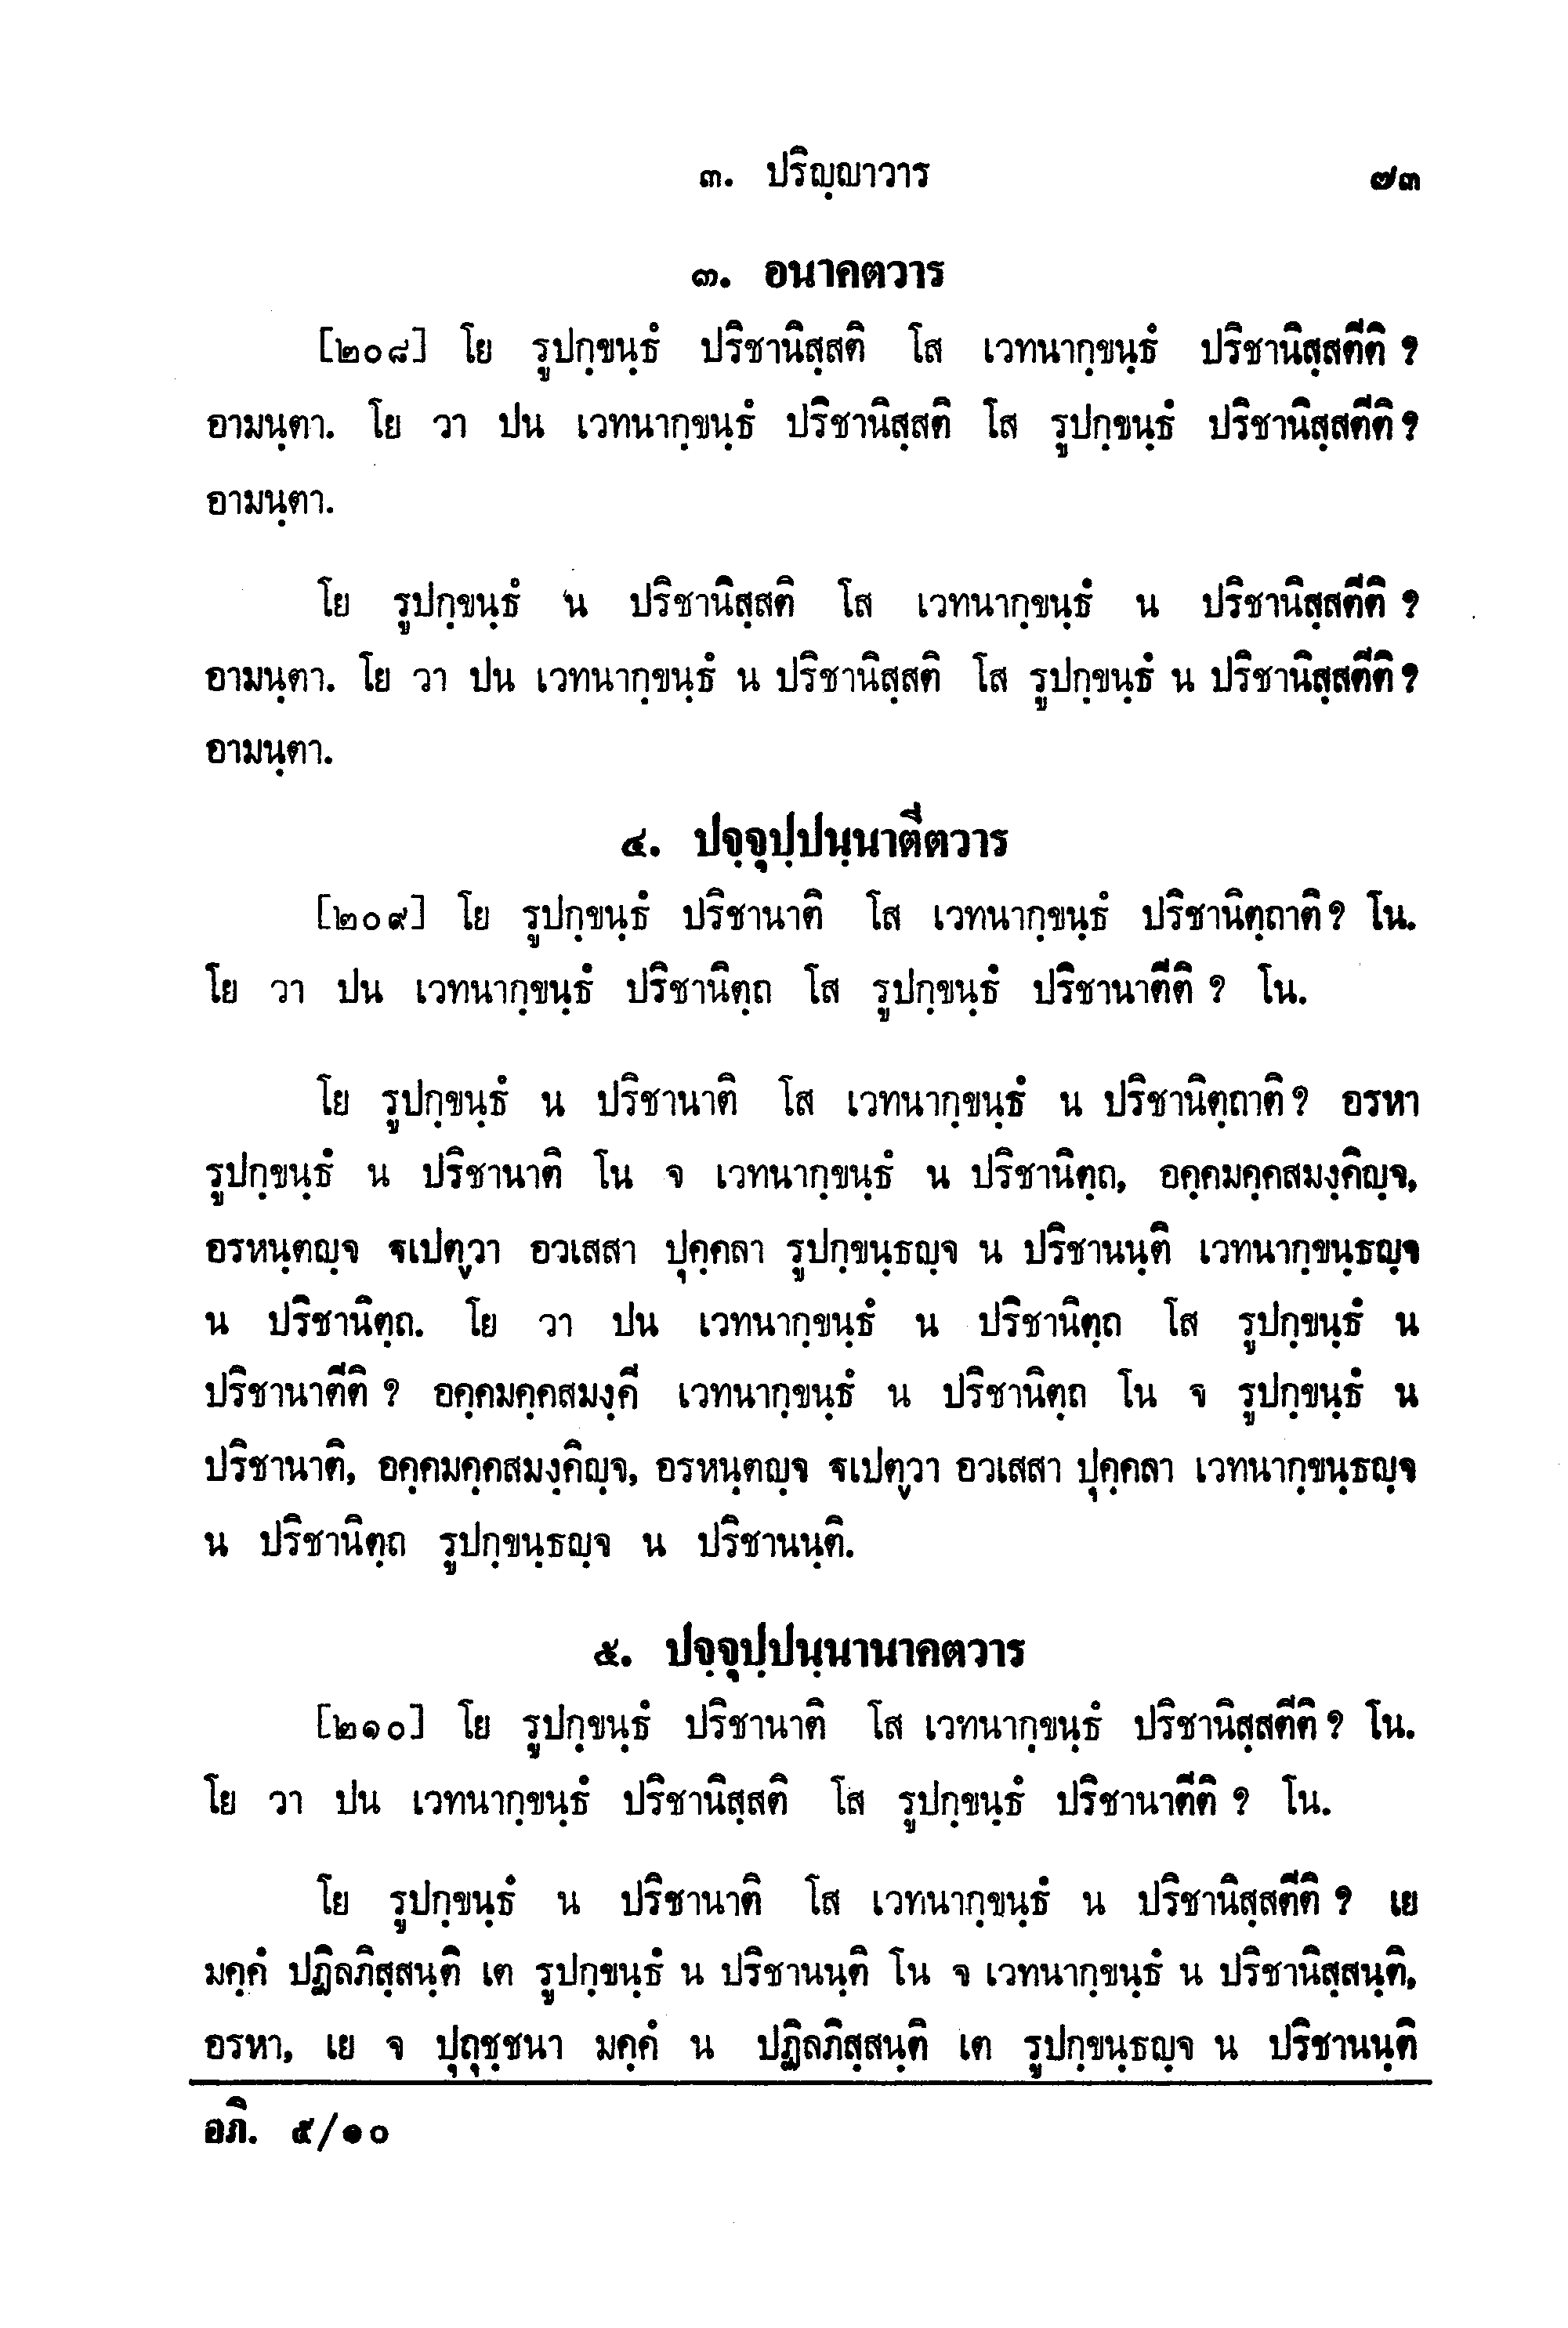 ๓. ปริญฺญาวาร ๗๓
๓. อนาคตวาร
[๒๐๘] โย รูปกฺขนฺธํ ปริชานิสฺสติ โส เวทนากฺขนฺธํ ปริชานิสฺสตีติ ?
อามนฺตา. โย วา ปน เวทนากฺขนฺธํ ปริชานิสฺสติ โส รูปกฺขนฺธํ ปริชานิสฺสตีติ ?
อามนฺตา.
โย รูปกฺขนฺธํ น ปริชานิสฺสติ โส เวทนากฺขนฺธํ น ปริชานิสฺสตีติ ?
อามนฺตา. โย วา ปน เวทนากฺขนฺธํ น ปริชานิสฺสติ โส รูปกฺขนฺธํ น ปริชานิสฺสตีติ ?
อามนฺตา.
๔. ปจฺจุปฺปนฺนาตีตวาร
[๒๐๙] โย รูปกฺขนฺธํ ปริชานาติ โส เวทนากฺขนฺธํ ปริชานิตฺถาติ ? โน.
โย วา ปน เวทนากฺขนฺธํ ปริชานิตฺถ โส รูปกฺขนฺธํ ปริชานาตีติ ? โน.
โย รูปกฺขนฺธํ น ปริชานาติ โส เวทนากฺขนฺธํ น ปริชานิตฺถาติ ? อรหา
รูปกฺขนฺธํ น ปริชานาติ โน จ เวทนากฺขนฺธํ น ปริชานิตฺถ, อคฺคมคฺคสมงฺคิญฺจ,
อรหนฺตญฺจ ฐเปตฺวา อวเสสา ปุคฺคลา รูปกฺขนฺธญฺจ น ปริชานนฺติ เวทนากฺขนฺธญฺจ
น ปริชานิตฺถ. โย วา ปน เวทนากฺขนฺธํ น ปริชานิตฺถ โส รูปกฺขนฺธํ น
ปริชานาตีติ ? อคฺคมคฺคสมงฺคี เวทนากฺขนฺธํ น ปริชานิตฺถ โน จ รูปกฺขนฺธํ น
ปริชานาติ, อคฺคมคฺคสมงฺคิญฺจ, อรหนฺตญฺจ ฐเปตฺวา อวเสสา ปุคฺคลา เวทนากฺขนฺธญฺจ
น ปริชานิตฺถ รูปกฺขนฺธญฺจ น ปริชานนฺติ.
๕. ปจฺจุปฺปนฺนานาคตวาร
[๒๑๐] โย รูปกฺขนฺธํ ปริชานาติ โส เวทนากฺขนฺธํ ปริชานิสฺสตีติ ? โน.
โย วา ปน เวทนากฺขนฺธํ ปริชานิสฺสติ โส รูปกฺขนฺธํ ปริชานาตีติ ? โน.
โย รูปกฺขนฺธํ น ปริชานาติ โส เวทนากฺขนฺธํ น ปริชานิสฺสตีติ ? เย
มคฺคํ ปฏิลภิสฺสนฺติ เต รูปกฺขนฺธํ น ปริชานนฺติ โน จ เวทนากฺขนฺธํ น ปริชานิสฺสนฺติ,
อรหา, เย จ ปุถุชฺชนา มคฺคํ น ปฏิลภิสฺสนฺติ เต รูปกฺขนฺธญฺจ น ปริชานนฺติ
อภิ. ๕/๑๐